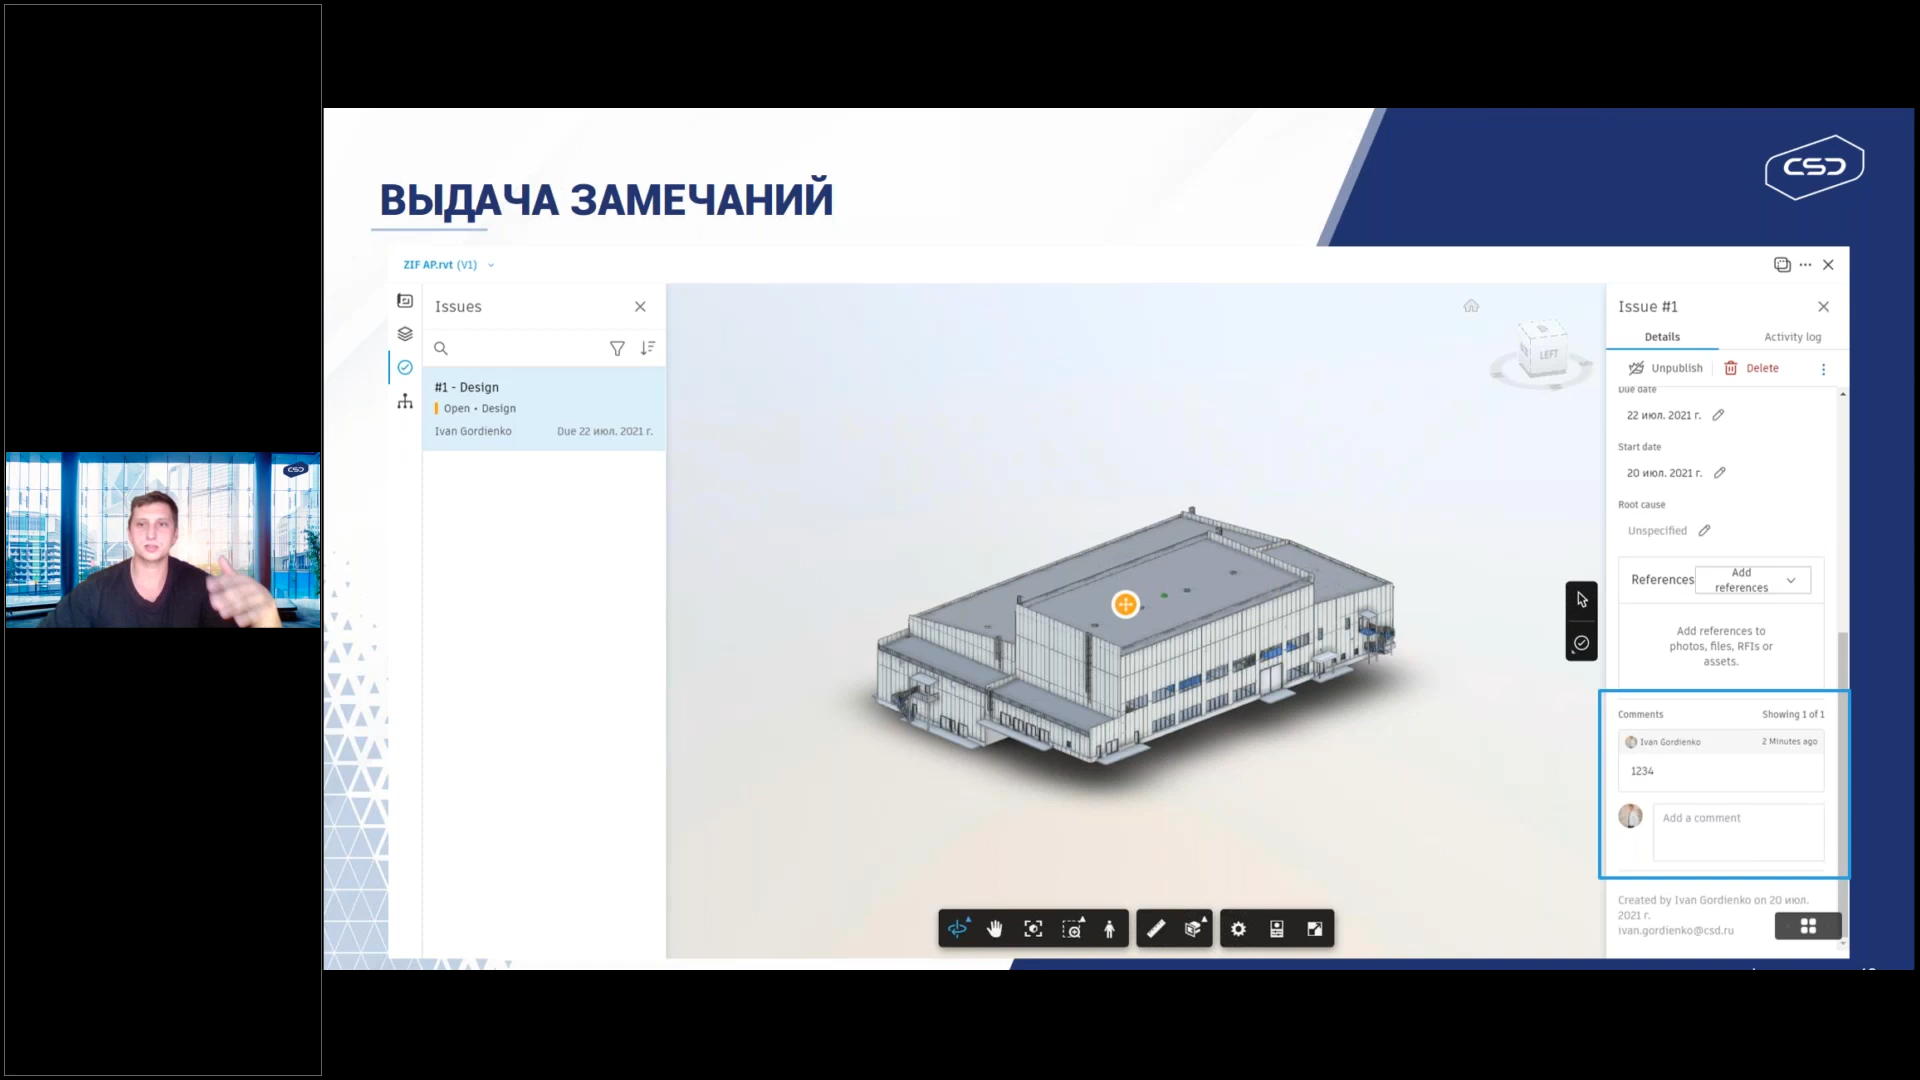 CSD
ВЫДАЧА ЗАМЕЧАНИЙ
CSD
ZIF AP.rvt (V1)
Issues
#1 - Design
Open • Design
Ivan Gordienko Due 22 июл. 2021 г.
LEFT
Issue #1
Details Activity log
Unpublish Delete
Due date
22 июл. 2021 г.
Start date
20 июл. 2021 г.
Root cause
Unspecified
References Add
references
Add references to
photos, files, RFIs or
assets.
Comments Showing 1 of 1
Ivan Gordienko 2 Minutes ago
1234
Add a comment
Created by Ivan Gordienko on 20 июл.
2021 г.
ivan.gordienko@csd.ru